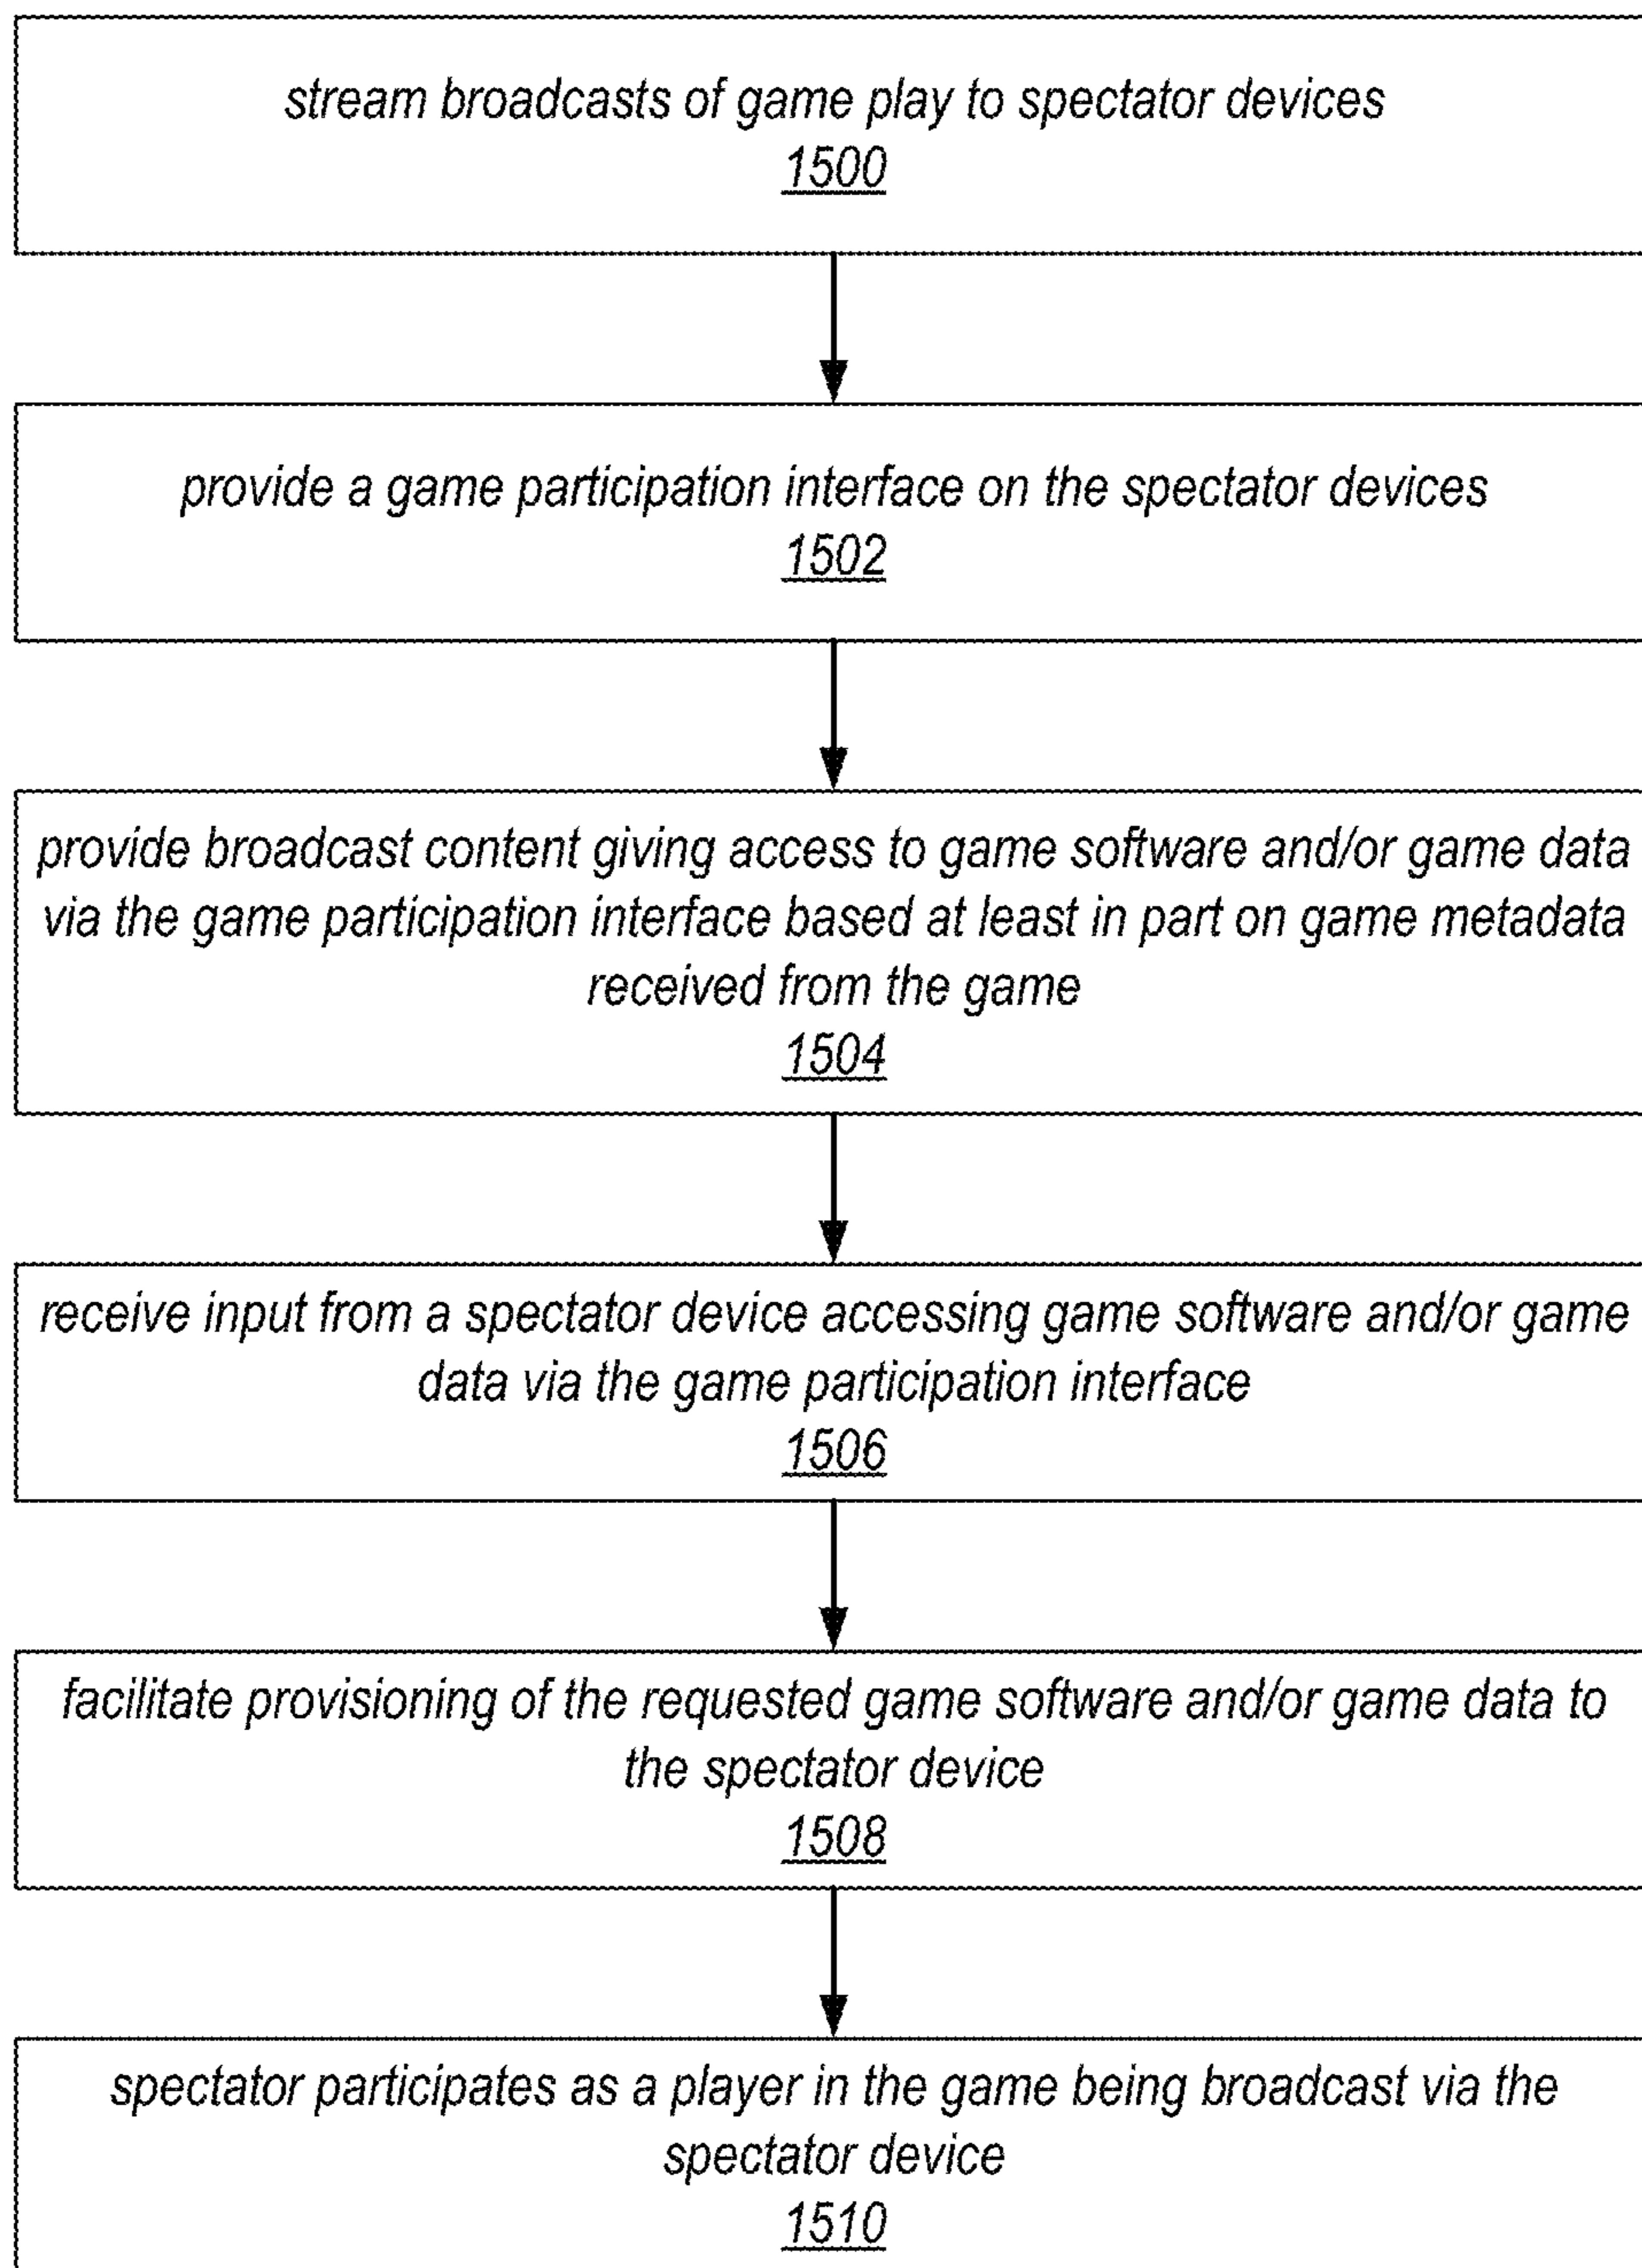 stream broadcasts of game play to spectator devices
1500
provide a game participation interface on the spectator devices
1502
provide broadcast content giving access to game software and/or game data
via the game participation interface based at least in part on game metadata
received from the game
1504
receive input from a spectator device accessing game software and/or game
data via the game participation interface
1506
facilitate provisioning of the requested game software and/or game data to
the spectator device
1508
spectator participates as a player in the game being broadcast via the
spectator device
1510